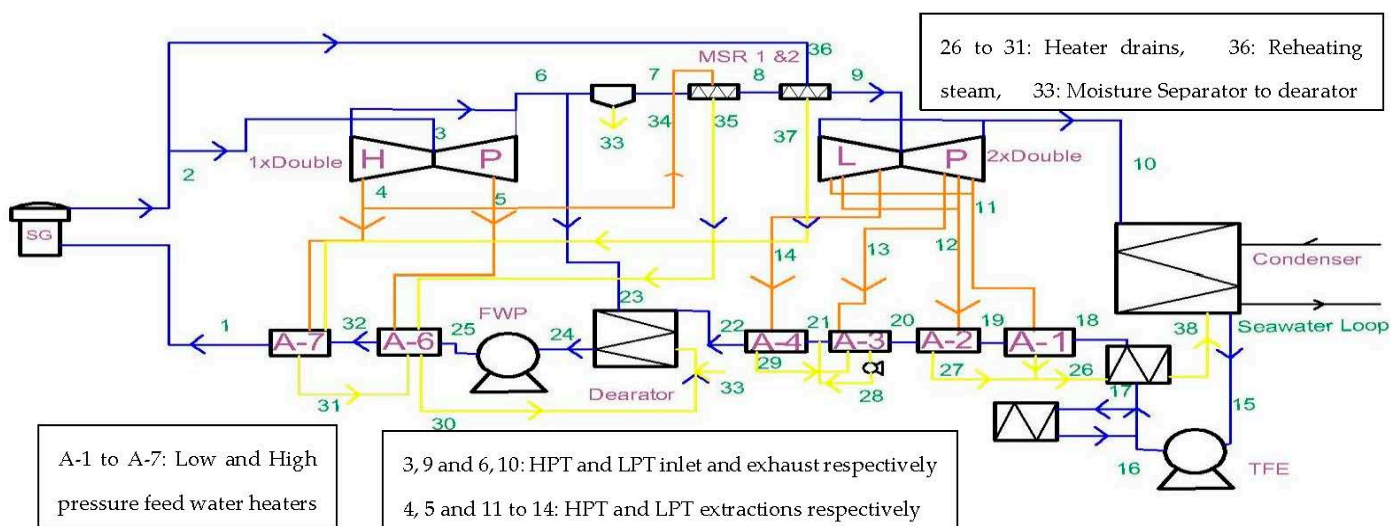 36
MSR 1 &2
6
7
8
9
26 to 31: Heater drains, 36: Reheating
steam, 33: Moisture Separator to dearator
2
1xDouble
3
H
P
33
34
35
37
L
P
2xDouble
10
4
5
11
SG
14
13
12
Condenser
Seawater Loop
1
32
25
FWP
24
23
22
21
20
19
18
38
A-7
A-6
A-4
A-3
A-2
A-1
29
28
27
26
17
15
31
30
Dearator
33
16
TFE
A-1 to A-7: Low and High
pressure feed water heaters
3, 9 and 6, 10: HPT and LPT inlet and exhaust respectively
4, 5 and 11 to 14: HPT and LPT extractions respectively